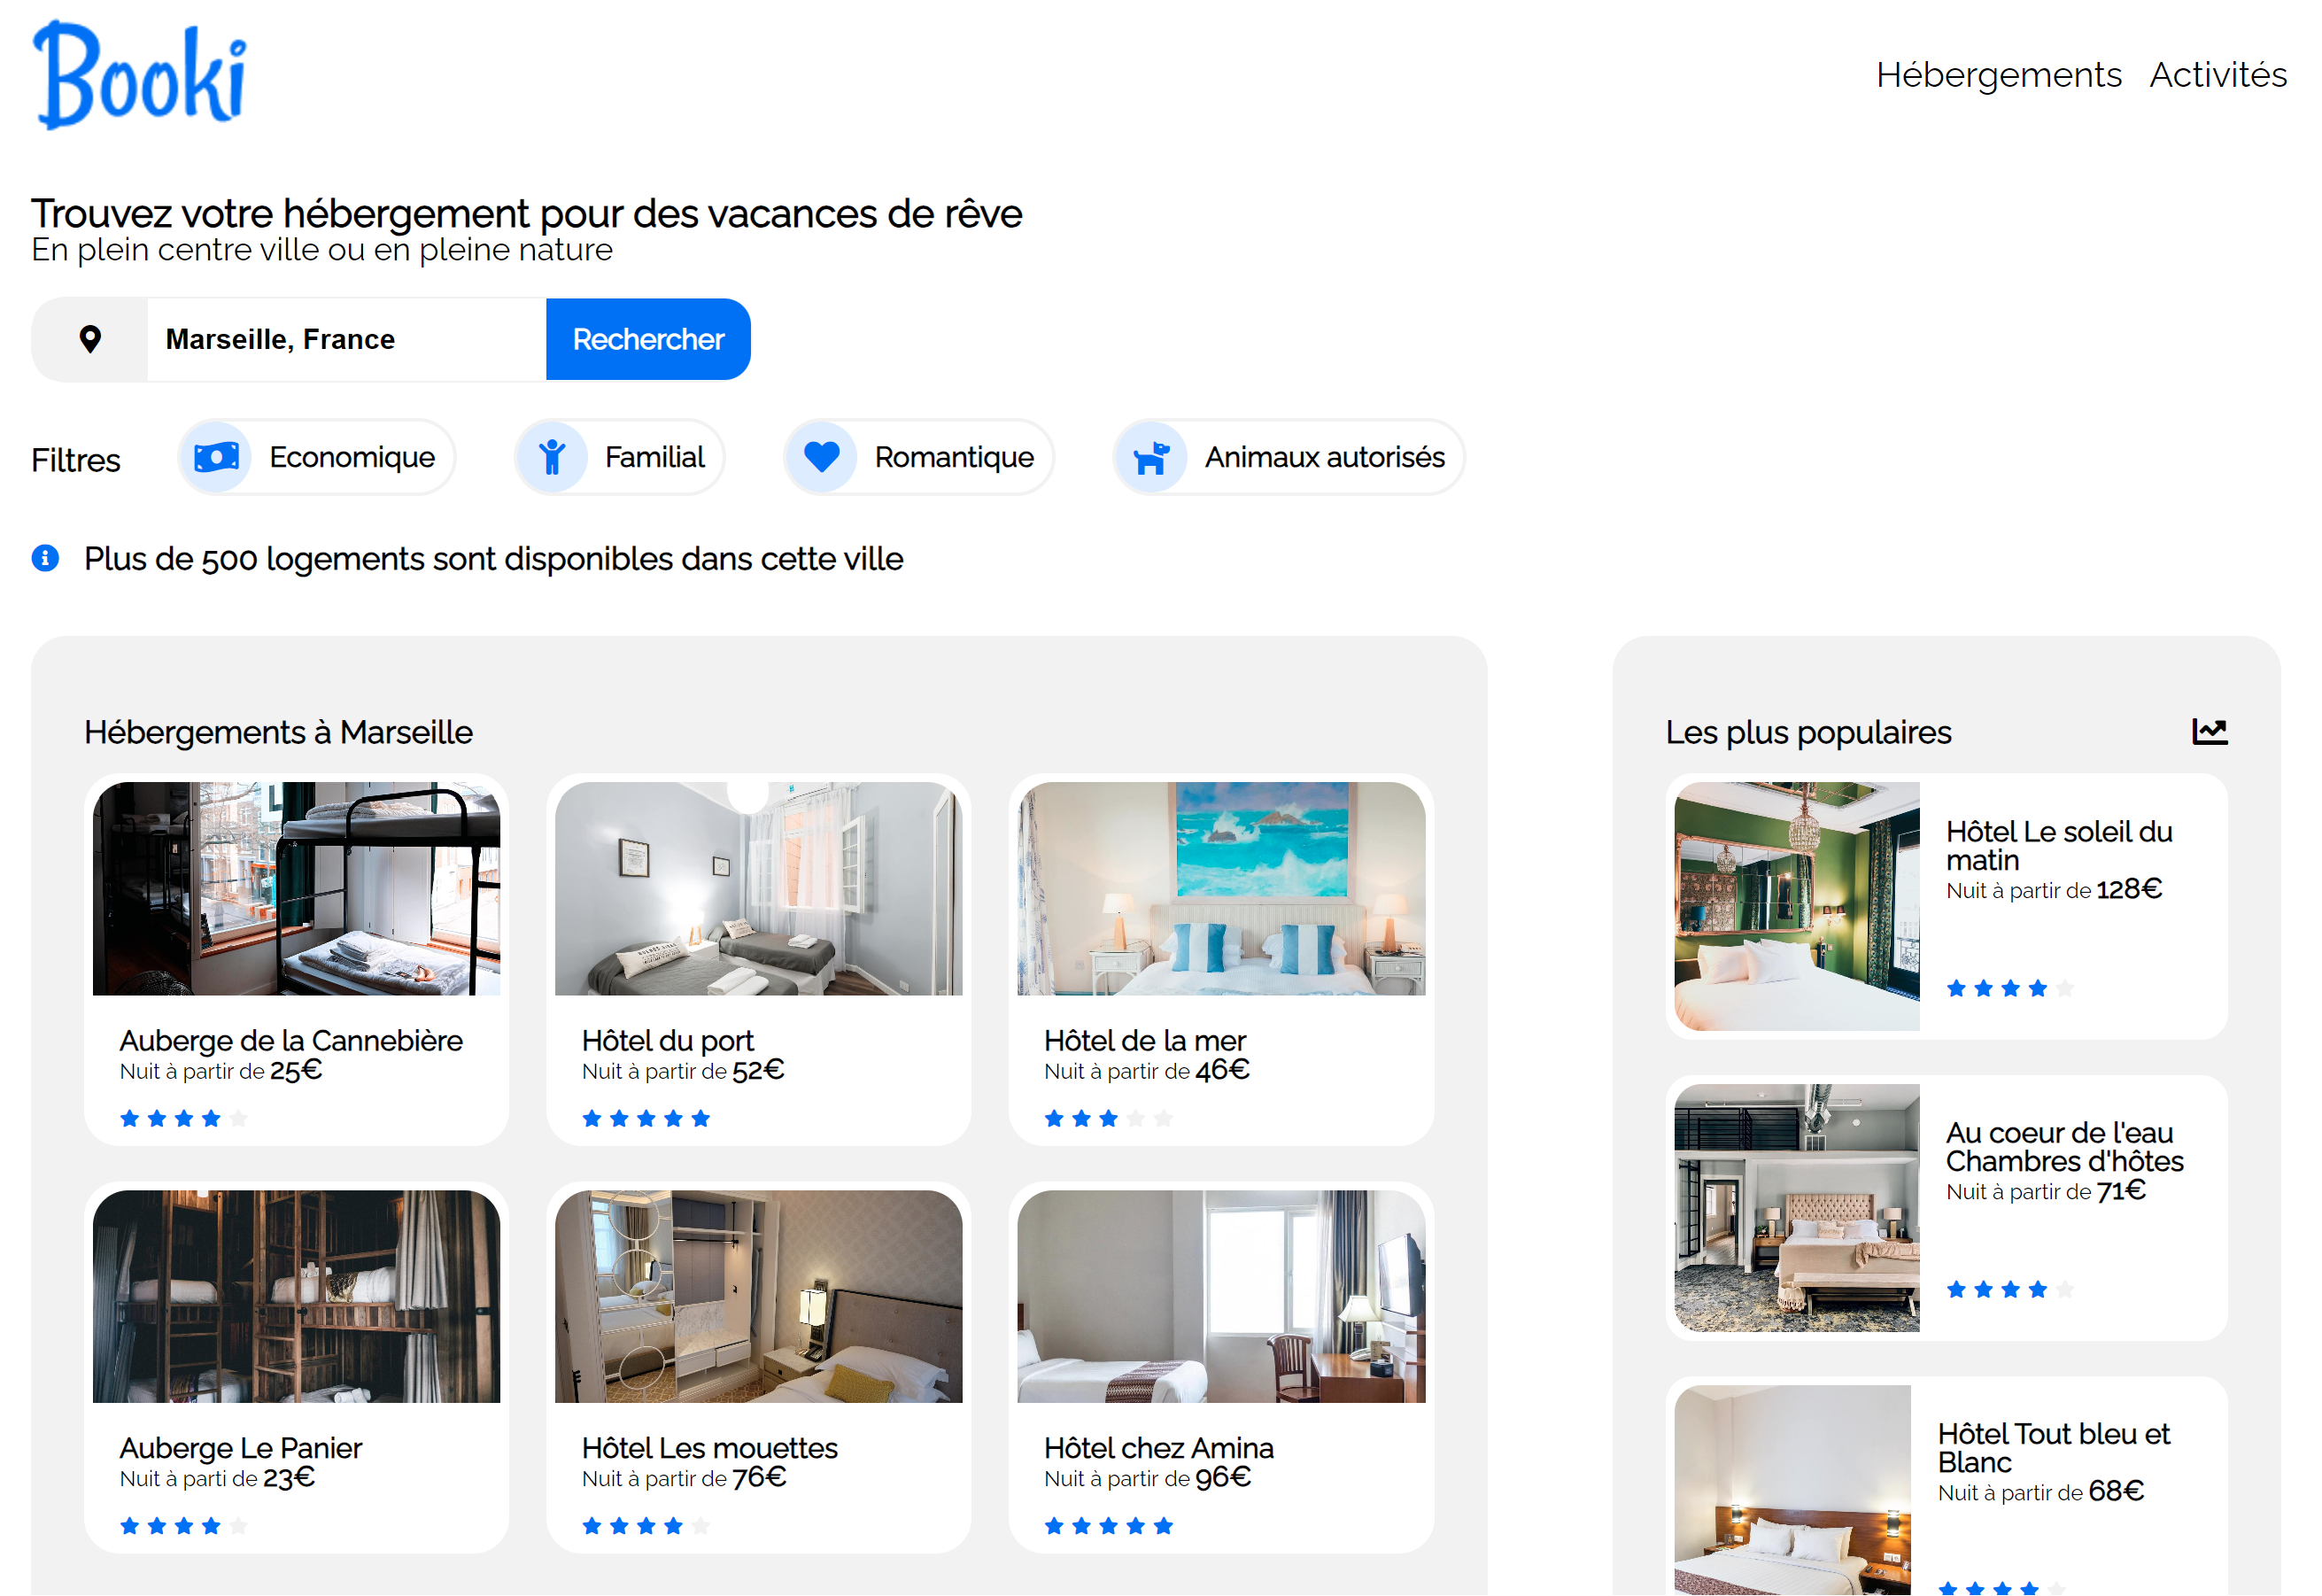 Booki
Hébergements Activités
Trouvez votre hébergement pour des vacances de rêve
En plein centre ville ou en pleine nature
Marseille, France
Rechercher
Filtres
Economique
Familial
Romantique
Animaux autorisés
Plus de 500 logements sont disponibles dans cette ville
Hébergements à Marseille
Auberge de la Cannebière
Nuit à partir de 25€
Hôtel du port
Nuit à partir de 52€
Hôtel de la mer
Nuit à partir de 46€
Auberge Le Panier
Nuit à parti de 23€
Hôtel Les mouettes
Nuit à partir de 76€
Hôtel chez Amina
Nuit à partir de 96€
Les plus populaires
Hôtel Le soleil du
matin
Nuit à partir de 128€
Au coeur de l'eau
Chambres d'hôtes
Nuit à partir de 71€
Hôtel Tout bleu et
Blanc
Nuit à partir de 68€